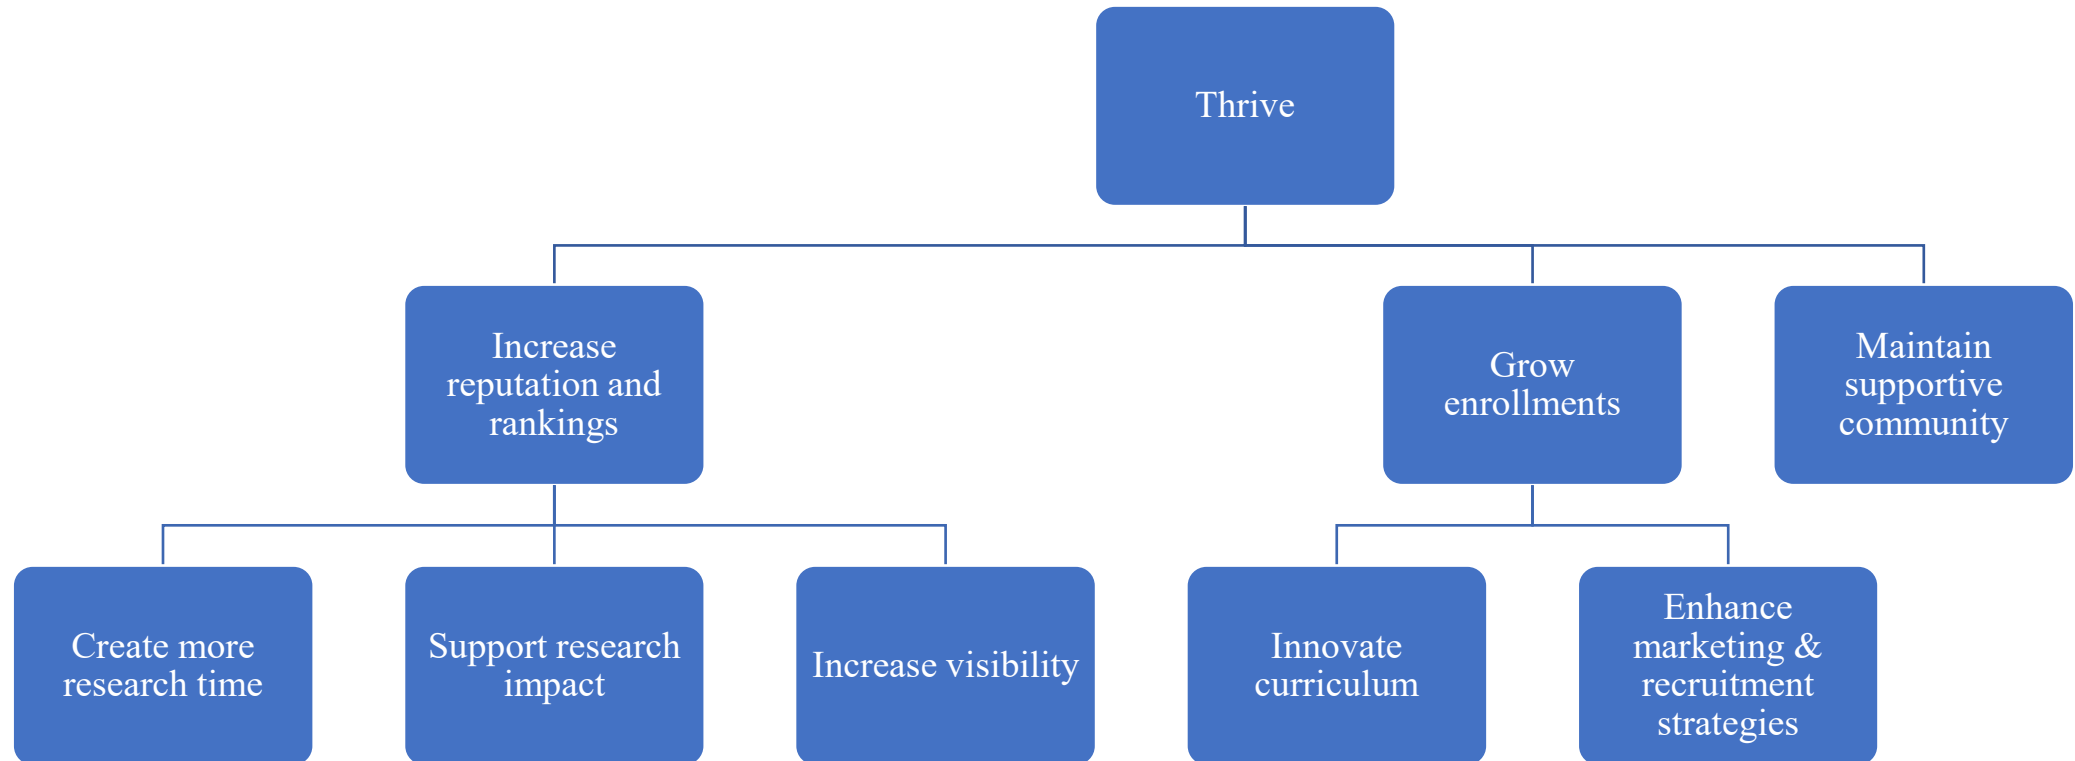 Thrive
Increase
reputation and
rankings
Grow
enrollments
Maintain
supportive
community
Create more
research time
Support research
impact
Increase visibility
Innovate
curriculum
Enhance
marketing &
recruitment
strategies